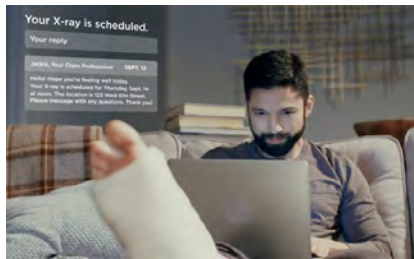 Your X-ray is scheduled.
Your reply
Jackie, Your Claim Professional SEPT. 12
Hello! Hope you're feeling well today.
Your X-ray is scheduled for Thursday, Sept. 14
at noon. The location is 123 West Elm Street.
Please message with any questions. Thank you!